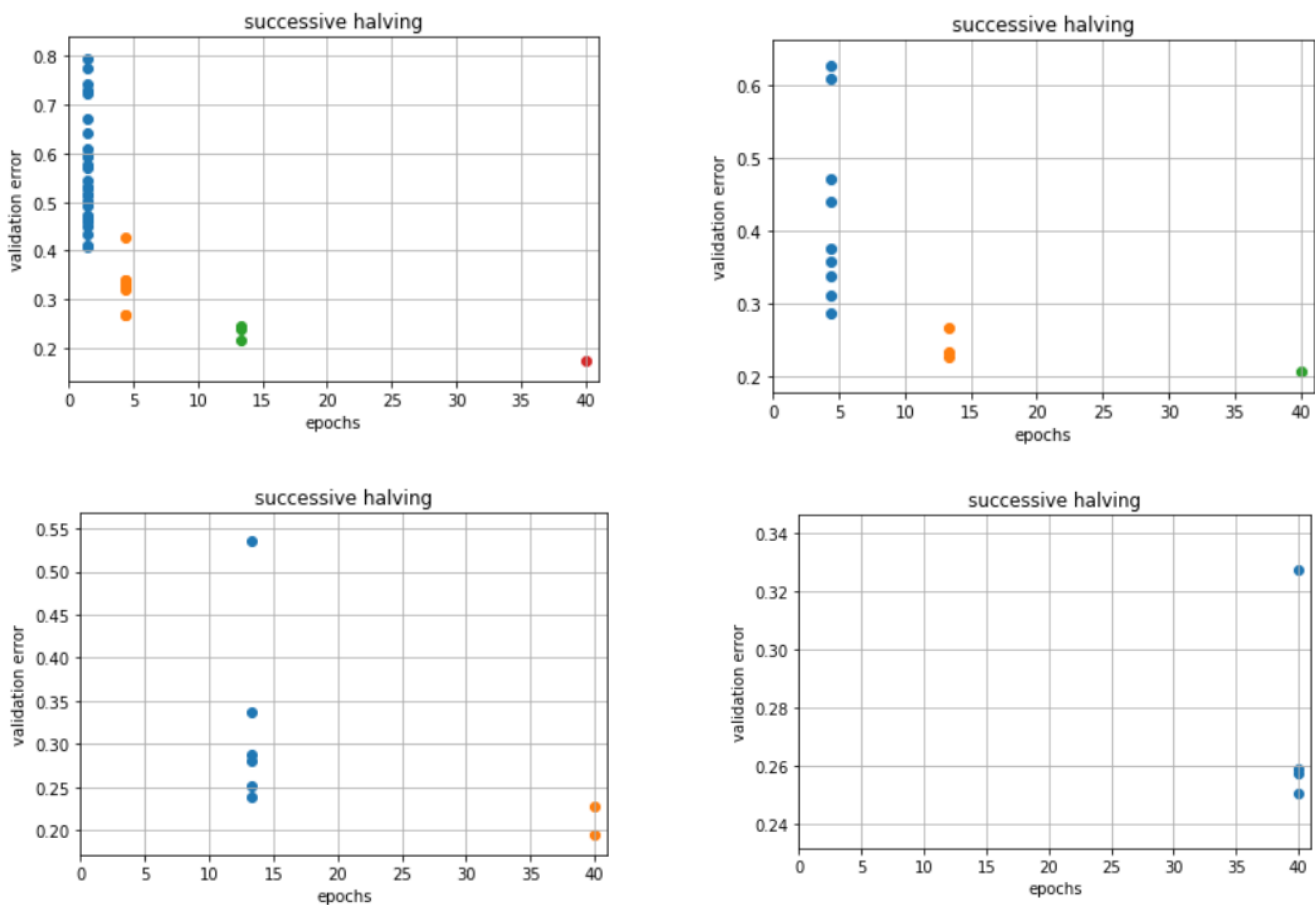 successive halving
0.8
0.7
0.6
0.5
0.4
0.3
0.2
validation error
0 5 10 15 20 25 30 35 40
epochs
successive halving
0.6
0.5
0.4
0.3
0.2
validation error
0 5 10 15 20 25 30 35 40
epochs
successive halving
0.55
0.50
0.45
0.40
0.35
0.30
0.25
0.20
validation error
0 5 10 15 20 25 30 35 40
epochs
successive halving
0.34
0.32
0.30
0.28
0.26
0.24
validation error
0 5 10 15 20 25 30 35 40
epochs